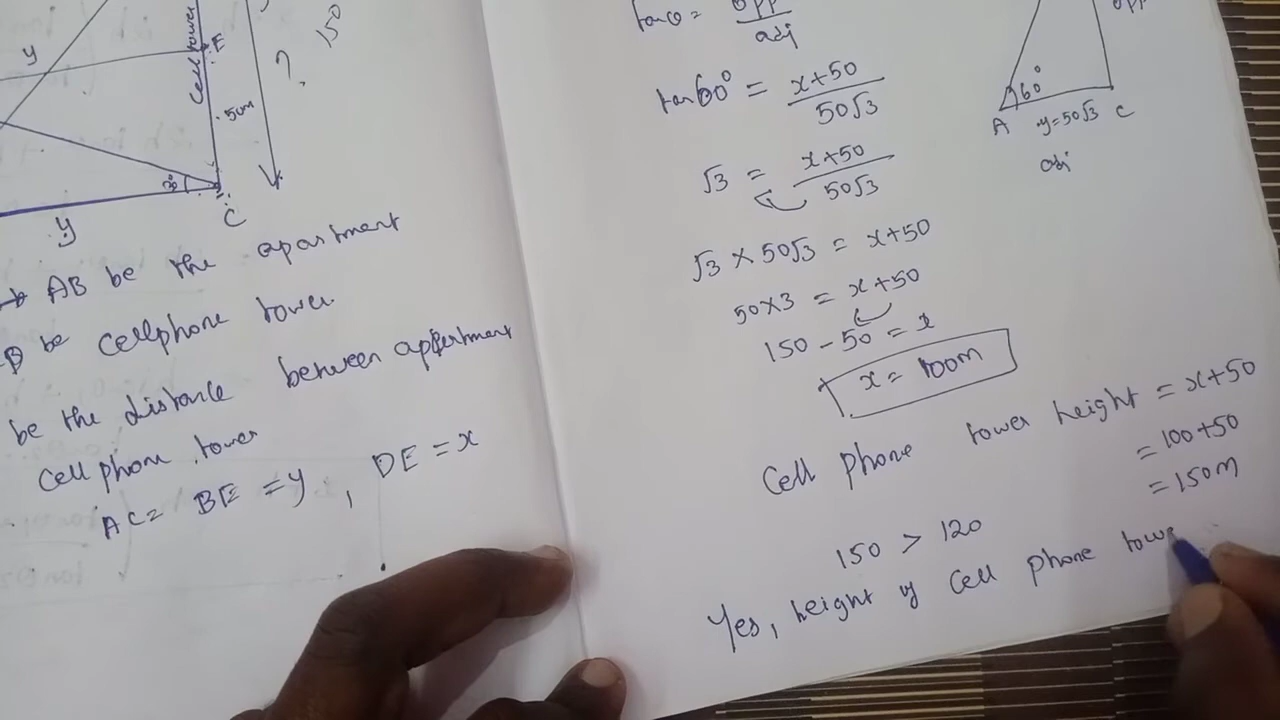 y
E
Cell tower
50m
?
150
30°
C
y
AB be the apartment
be cellphone tower
be the distance between appartment
Cell phone tower
AC = BE = y , DE = x
tanθ = opp/adj
tan60° = x+50/50√3
√3 = x+50/50√3
√3 × 50√3 = x+50
50×3 = x+50
150 - 50 = x
x = 100m
60°
A y=50√3 C
adj
opp
Cell phone tower height = x+50
= 100+50
= 150m
150 > 120
Yes, height of Cell phone towe